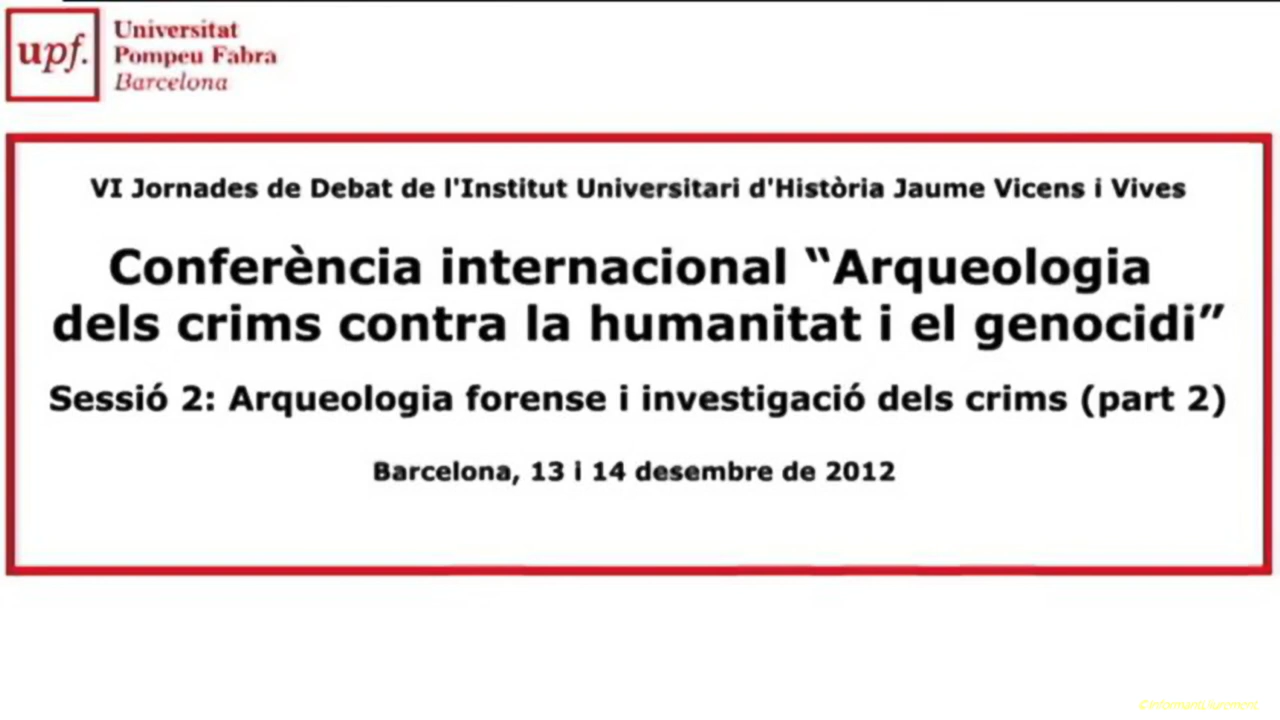 upf.
Universitat
Pompeu Fabra
Barcelona
VI Jornades de Debat de l'Institut Universitari d'Història Jaume Vicens i Vives
Conferència internacional “Arqueologia
dels crims contra la humanitat i el genocidi”
Sessió 2: Arqueologia forense i investigació dels crims (part 2)
Barcelona, 13 i 14 desembre de 2012